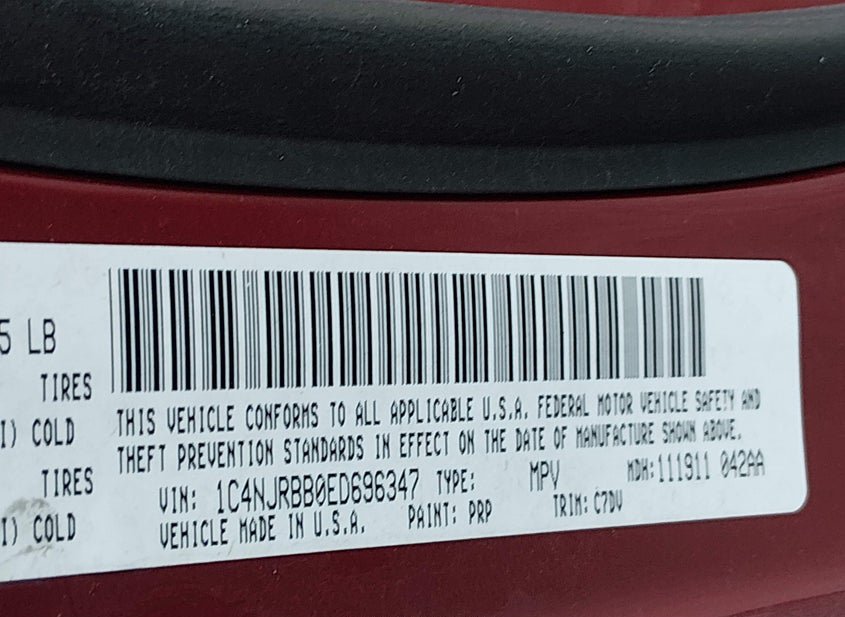 5 LB
TIRES
I) COLD
TIRES
I) COLD
THIS VEHICLE CONFORMS TO ALL APPLICABLE U.S.A. FEDERAL MOTOR VEHICLE SAFETY AND
THEFT PREVENTION STANDARDS IN EFFECT ON THE DATE OF MANUFACTURE SHOWN ABOVE.
VIN: 1C4NJRBB0ED696347 TYPE: MPV MDH:111911 042AA
VEHICLE MADE IN U.S.A. PAINT: PRP TRIM: C7DV